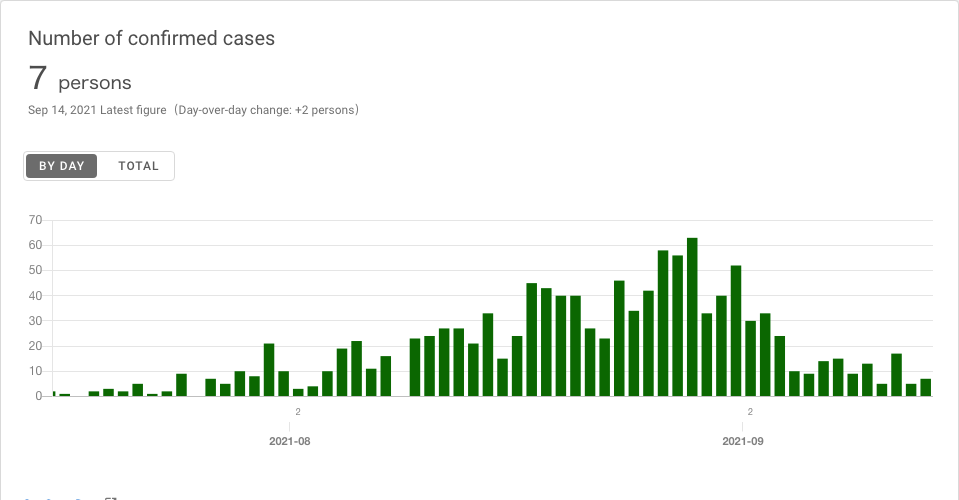 Number of confirmed cases
7 persons
Sep 14, 2021 Latest figure（Day-over-day change: +2 persons）
BY DAY TOTAL
70
60
50
40
30
20
10
0
2 2
2021-08 2021-09